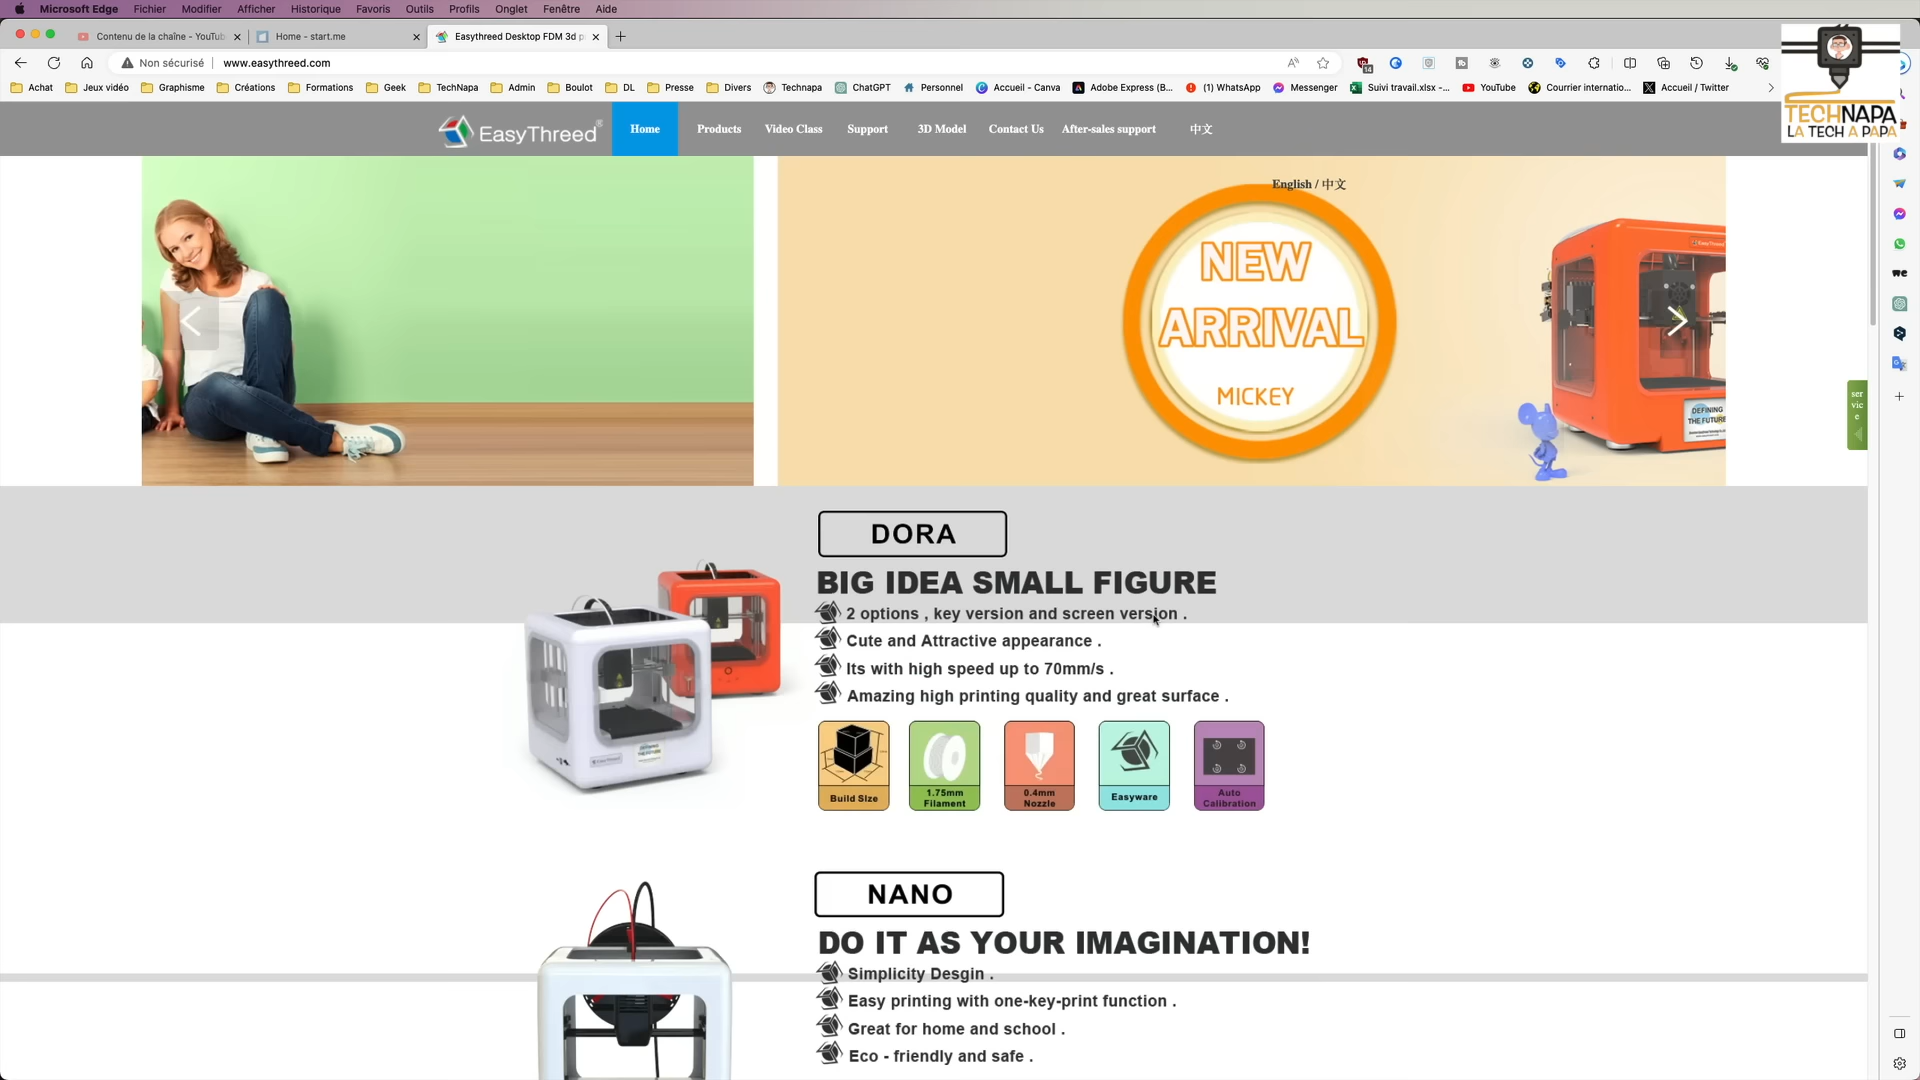 Microsoft Edge Fichier Modifier Afficher Historique Favoris Outils Profils Onglet Fenêtre Aide
Contenu de la chaîne - YouTub
Home - start.me
Easythreed Desktop FDM 3d p
Non sécurisé
www.easythreed.com
14
Achat Jeux vidéo Graphisme Créations Formations Geek TechNapa Admin Boulot DL Presse Divers Technapa ChatGPT Personnel Accueil - Canva Adobe Express (B... (1) WhatsApp Messenger Suivi travail.xlsx -... YouTube Courrier internatio... Accueil / Twitter
TECHNAPA
LA TECH A PAPA
EasyThreed®
Home Products Video Class Support 3D Model Contact Us After-sales support 中文
English / 中文
NEW
ARRIVAL
MICKEY
EasyThreed
DEFINING
THE FUTURE
ser
vic
e
DORA
BIG IDEA SMALL FIGURE
2 options , key version and screen version .
Cute and Attractive appearance .
Its with high speed up to 70mm/s .
Amazing high printing quality and great surface .
Build Size
1.75mm
Filament
0.4mm
Nozzle
Easyware
Auto
Calibration
NANO
DO IT AS YOUR IMAGINATION!
Simplicity Desgin .
Easy printing with one-key-print function .
Great for home and school .
Eco - friendly and safe .